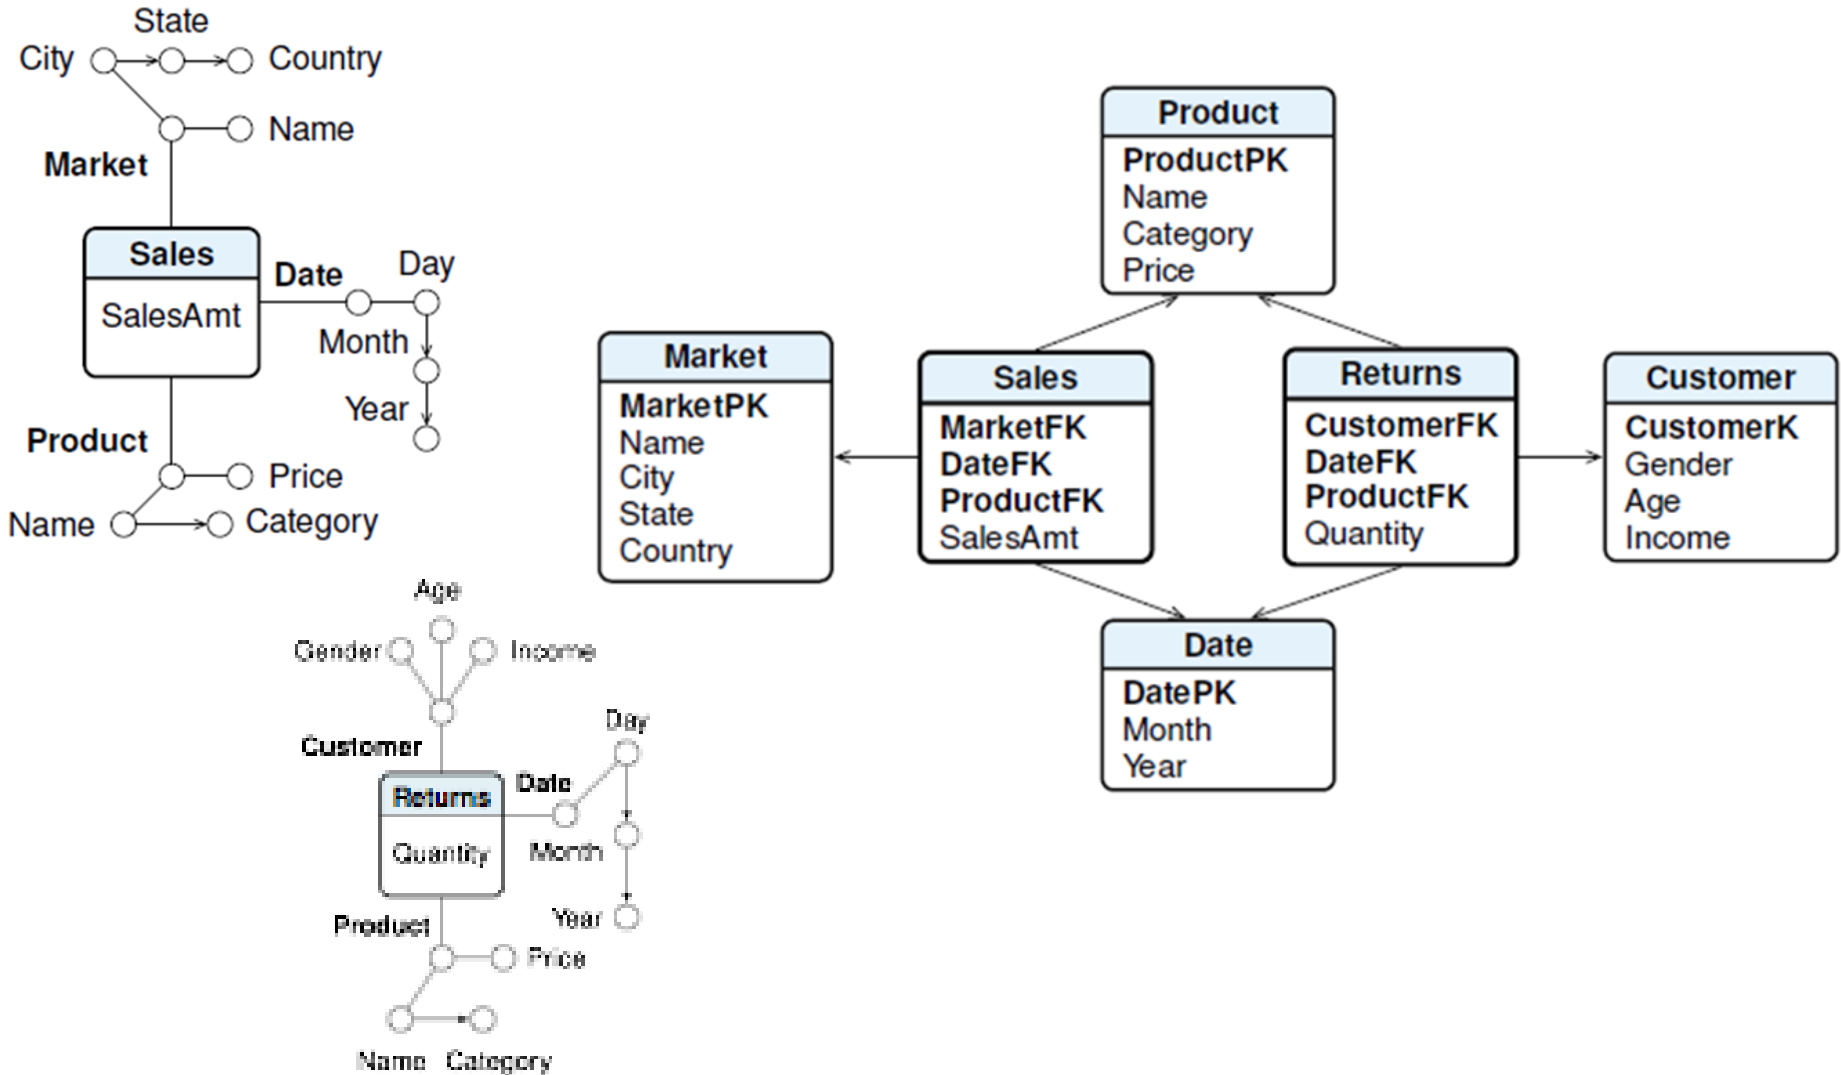 State
City
Country
Name
Market
Sales
SalesAmt
Date
Day
Month
Year
Product
Price
Name
Category
Age
Gender
Income
Customer
Returns
Quantity
Date
Day
Month
Year
Product
Price
Name
Category
Product
ProductPK
Name
Category
Price
Market
MarketPK
Name
City
State
Country
Sales
MarketFK
DateFK
ProductFK
SalesAmt
Returns
CustomerFK
DateFK
ProductFK
Quantity
Customer
CustomerK
Gender
Age
Income
Date
DatePK
Month
Year